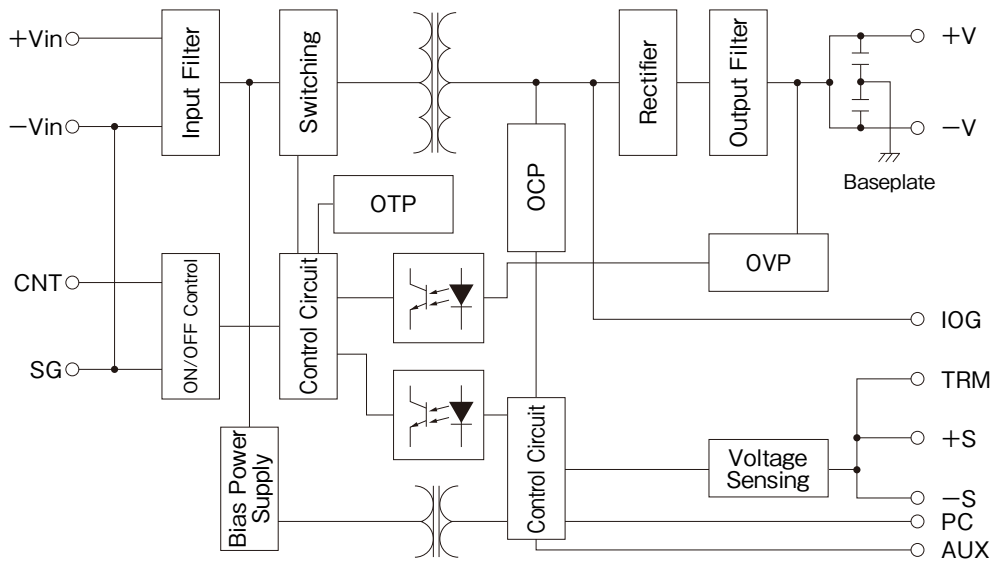 +Vin
−Vin
CNT
SG
Input Filter
Switching
Rectifier
Output Filter
+V
−V
Baseplate
OTP
OCP
OVP
ON/OFF Control
Control Circuit
IOG
TRM
+S
−S
PC
AUX
Bias Power
Supply
Control Circuit
Voltage
Sensing